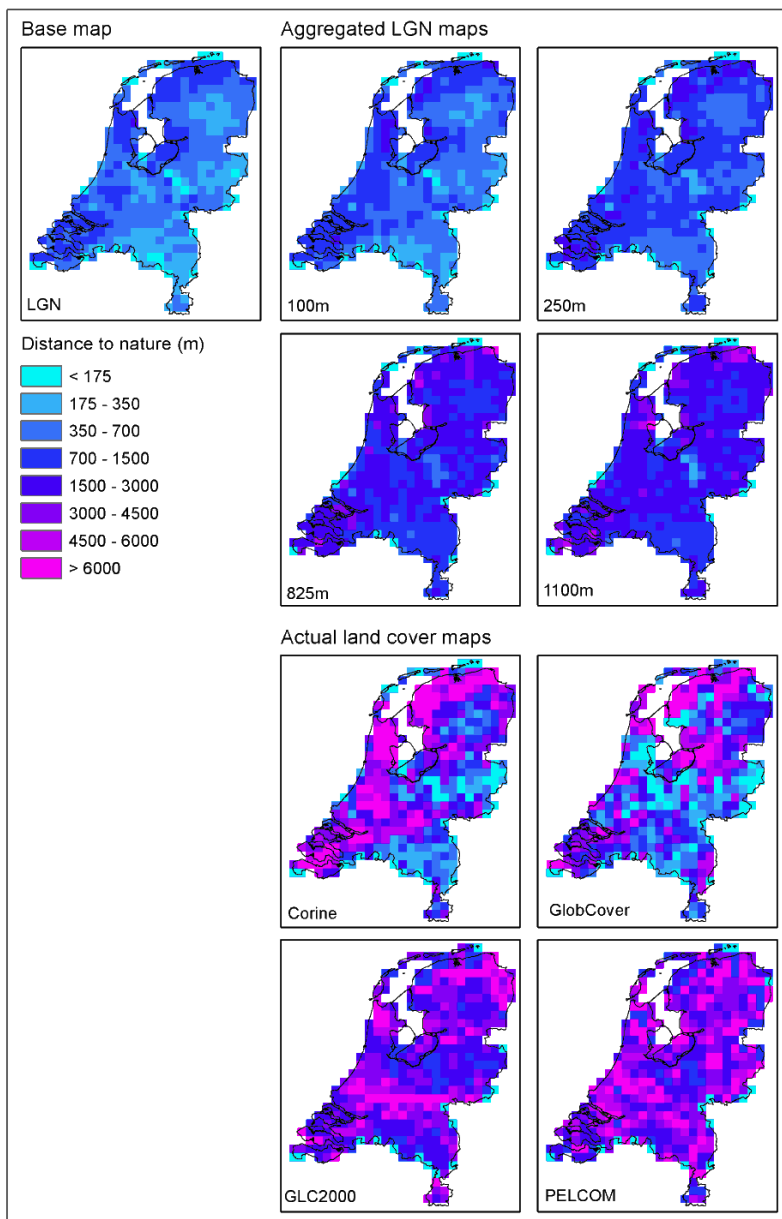 Base map
Aggregated LGN maps
LGN
100m
250m
Distance to nature (m)
< 175
175 - 350
350 - 700
700 - 1500
1500 - 3000
3000 - 4500
4500 - 6000
> 6000
825m
1100m
Actual land cover maps
Corine
GlobCover
GLC2000
PELCOM